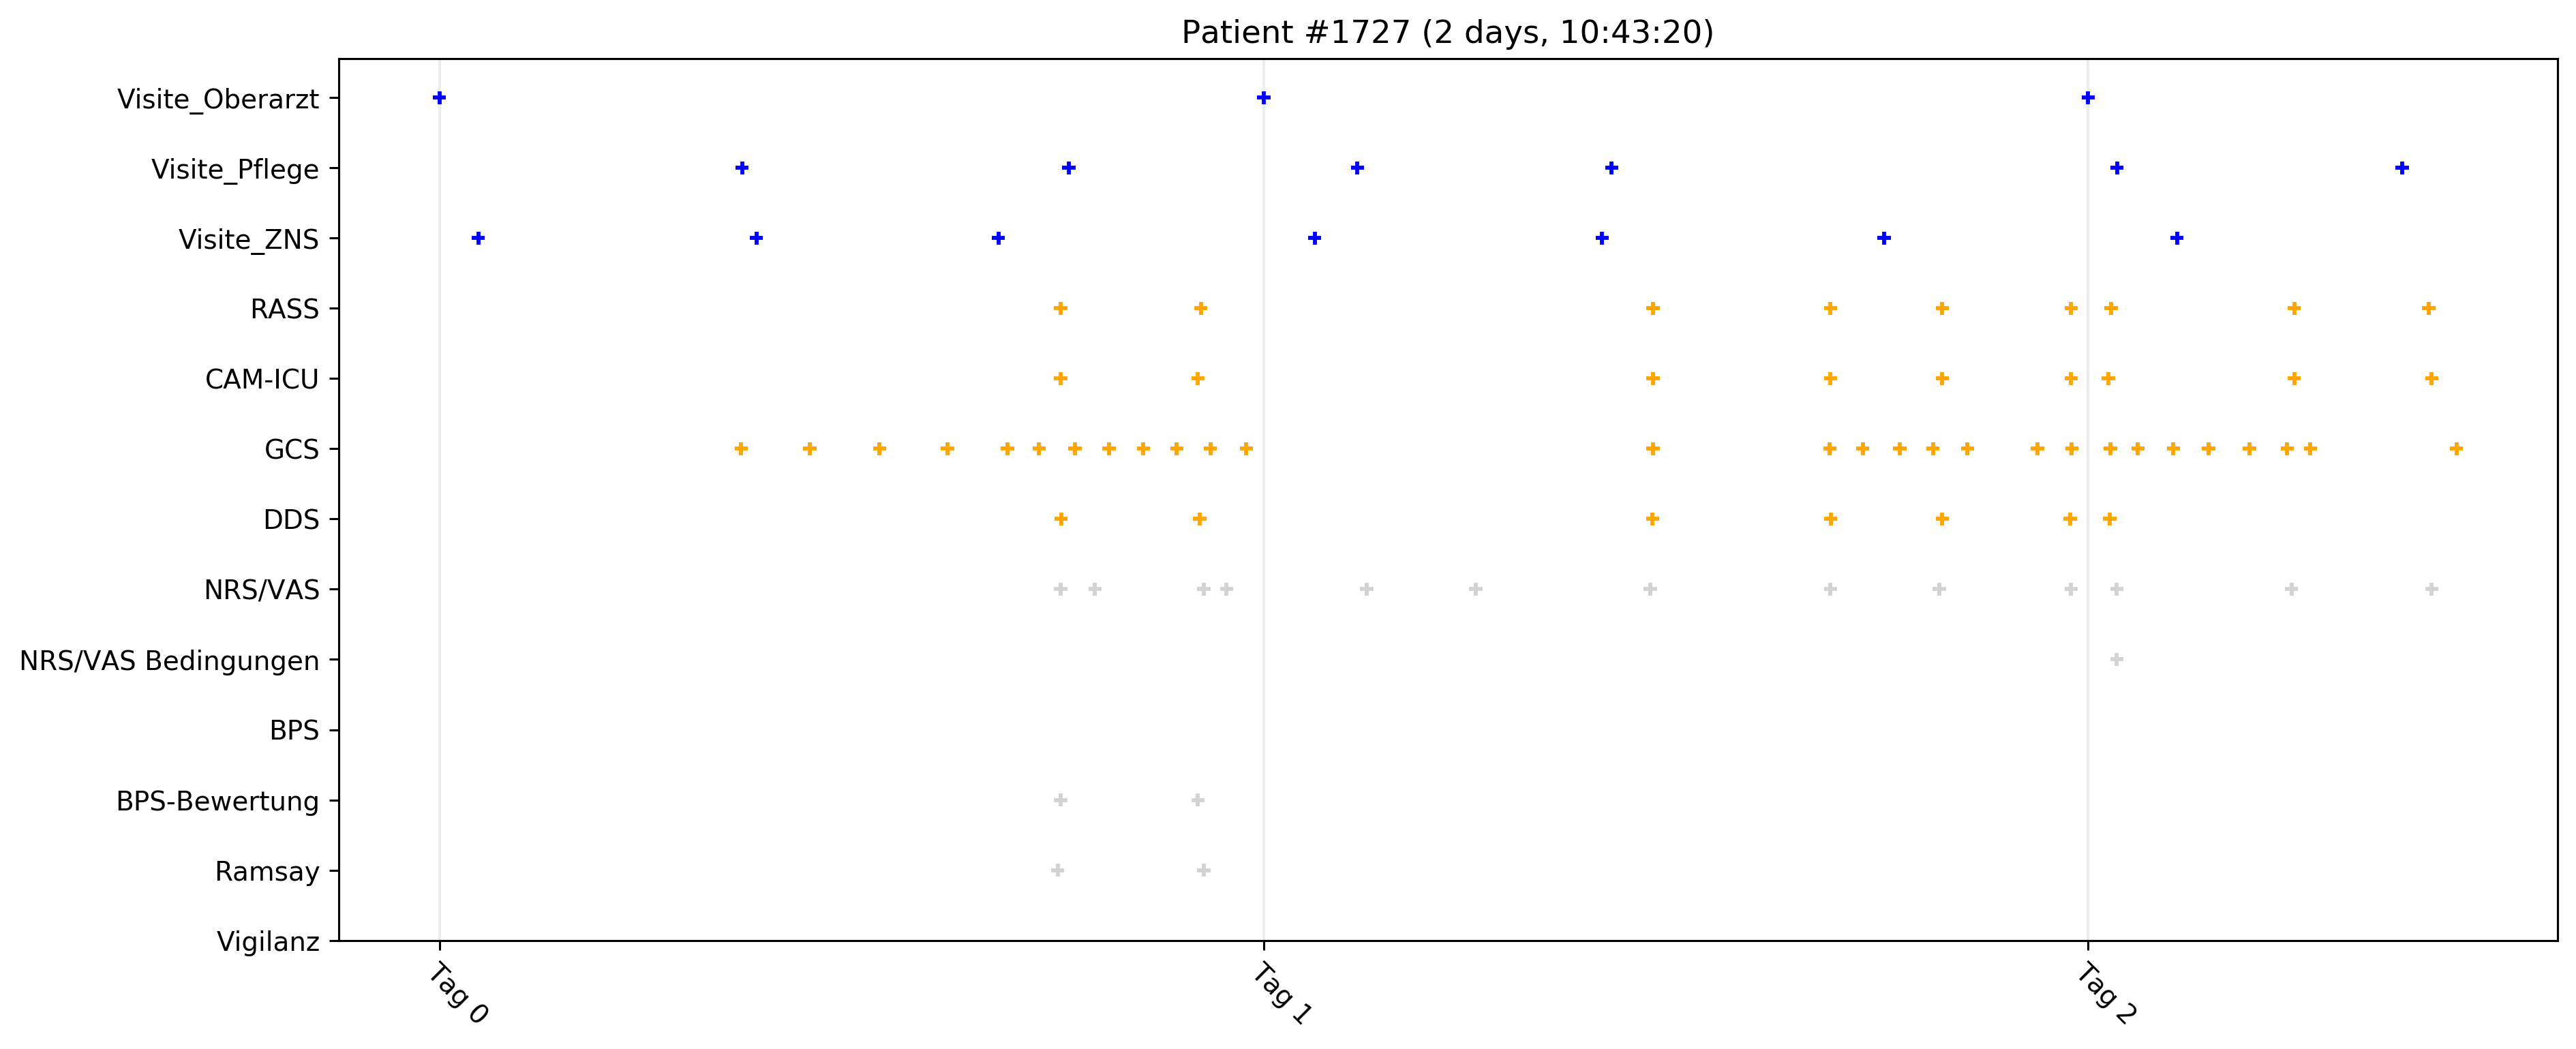 Patient #1727 (2 days, 10:43:20)
Visite_Oberarzt
Visite_Pflege
Visite_ZNS
RASS
CAM-ICU
GCS
DDS
NRS/VAS
NRS/VAS Bedingungen
BPS
BPS-Bewertung
Ramsay
Vigilanz
Tag 0
Tag 1
Tag 2